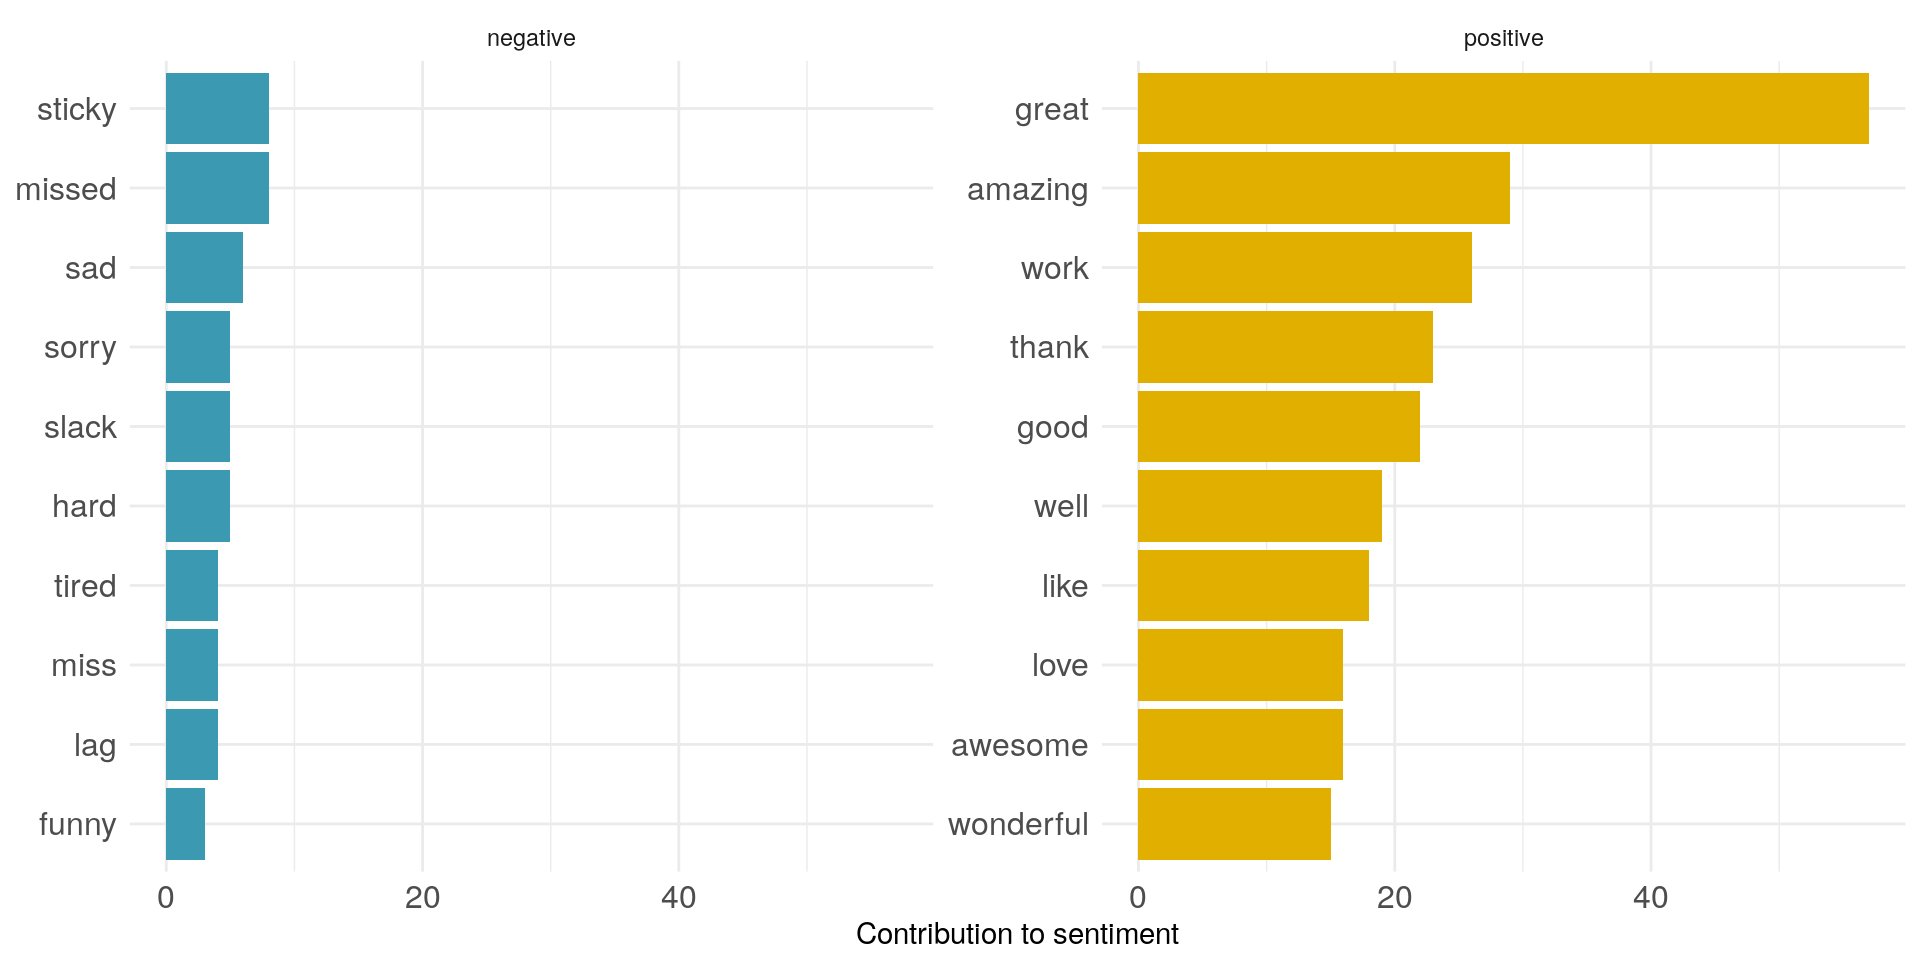 negative
sticky
missed
sad
sorry
slack
hard
tired
miss
lag
funny
0 20 40
positive
great
amazing
work
thank
good
well
like
love
awesome
wonderful
0 20 40
Contribution to sentiment